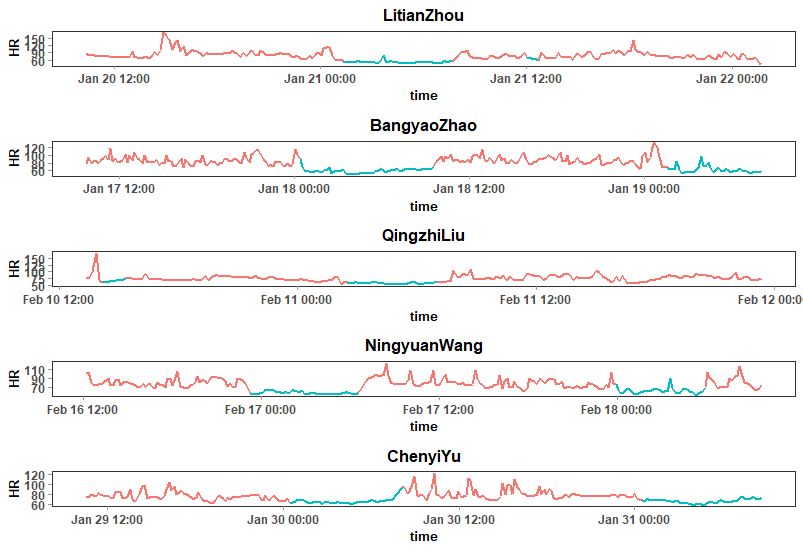 LitianZhou
HR
150
120
90
60
Jan 20 12:00 Jan 21 00:00 Jan 21 12:00 Jan 22 00:00
time
BangyaoZhao
HR
120
100
80
60
Jan 17 12:00 Jan 18 00:00 Jan 18 12:00 Jan 19 00:00
time
QingzhiLiu
HR
150
125
100
75
50
Feb 10 12:00 Feb 11 00:00 Feb 11 12:00 Feb 12 00:00
time
NingyuanWang
HR
110
90
70
Feb 16 12:00 Feb 17 00:00 Feb 17 12:00 Feb 18 00:00
time
ChenyiYu
HR
120
100
80
60
Jan 29 12:00 Jan 30 00:00 Jan 30 12:00 Jan 31 00:00
time